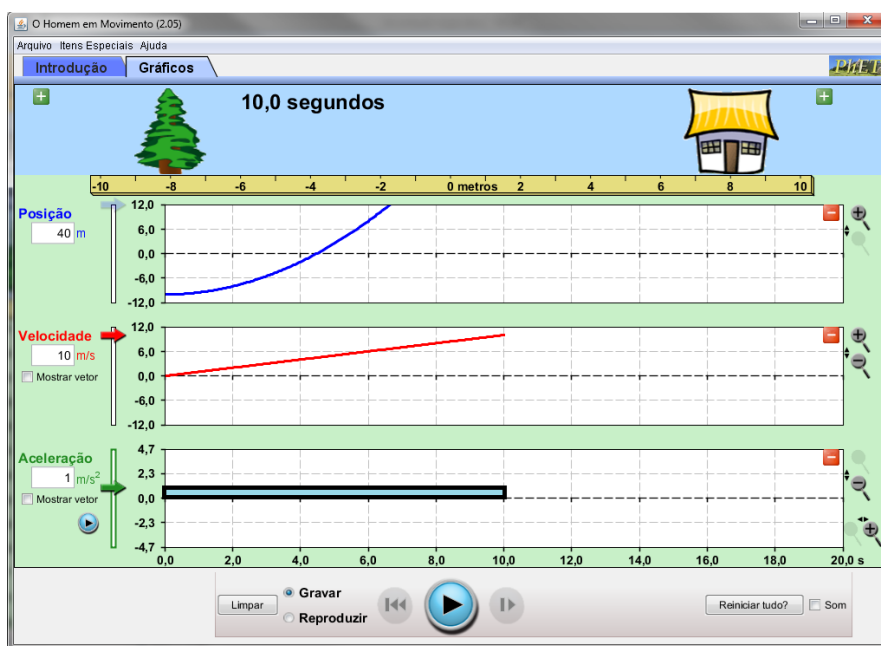 O Homem em Movimento (2.05)
Arquivo Itens Especiais Ajuda
Introdução Gráficos
PhET
10,0 segundos
-10 -8 -6 -4 -2 0 metros 2 4 6 8 10
Posição
40 m
12,0
6,0
0,0
-6,0
-12,0
Velocidade
10 m/s
Mostrar vetor
12,0
6,0
0,0
-6,0
-12,0
Aceleração
1 m/s²
Mostrar vetor
4,7
2,3
0,0
-2,3
-4,7
0,0 2,0 4,0 6,0 8,0 10,0 12,0 14,0 16,0 18,0 20,0 s
Limpar
Gravar
Reproduzir
Reiniciar tudo?
Som